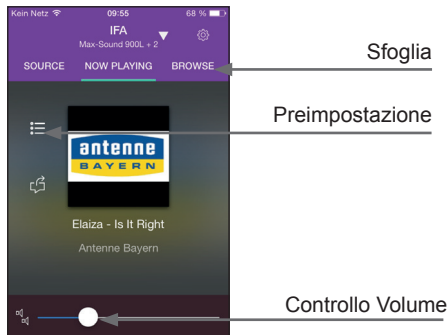 Kein Netz 09:55 68 %
IFA
Max-Sound 900L + 2
SOURCE NOW PLAYING BROWSE
Sfoglia
Preimpostazione
antenne
BAYERN
Elaiza - Is It Right
Antenne Bayern
Controllo Volume